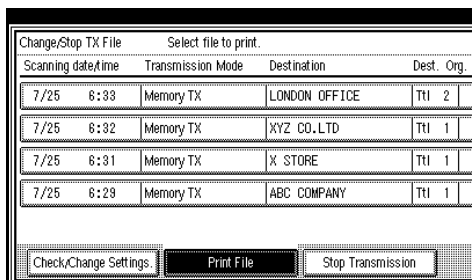 Change/Stop TX File Select file to print.
Scanning date/time Transmission Mode Destination Dest. Org.
7/25 6:33 Memory TX LONDON OFFICE Ttl 2
7/25 6:32 Memory TX XYZ CO.LTD Ttl 1
7/25 6:31 Memory TX X STORE Ttl 1
7/25 6:29 Memory TX ABC COMPANY Ttl 1
Check/Change Settings. Print File Stop Transmission